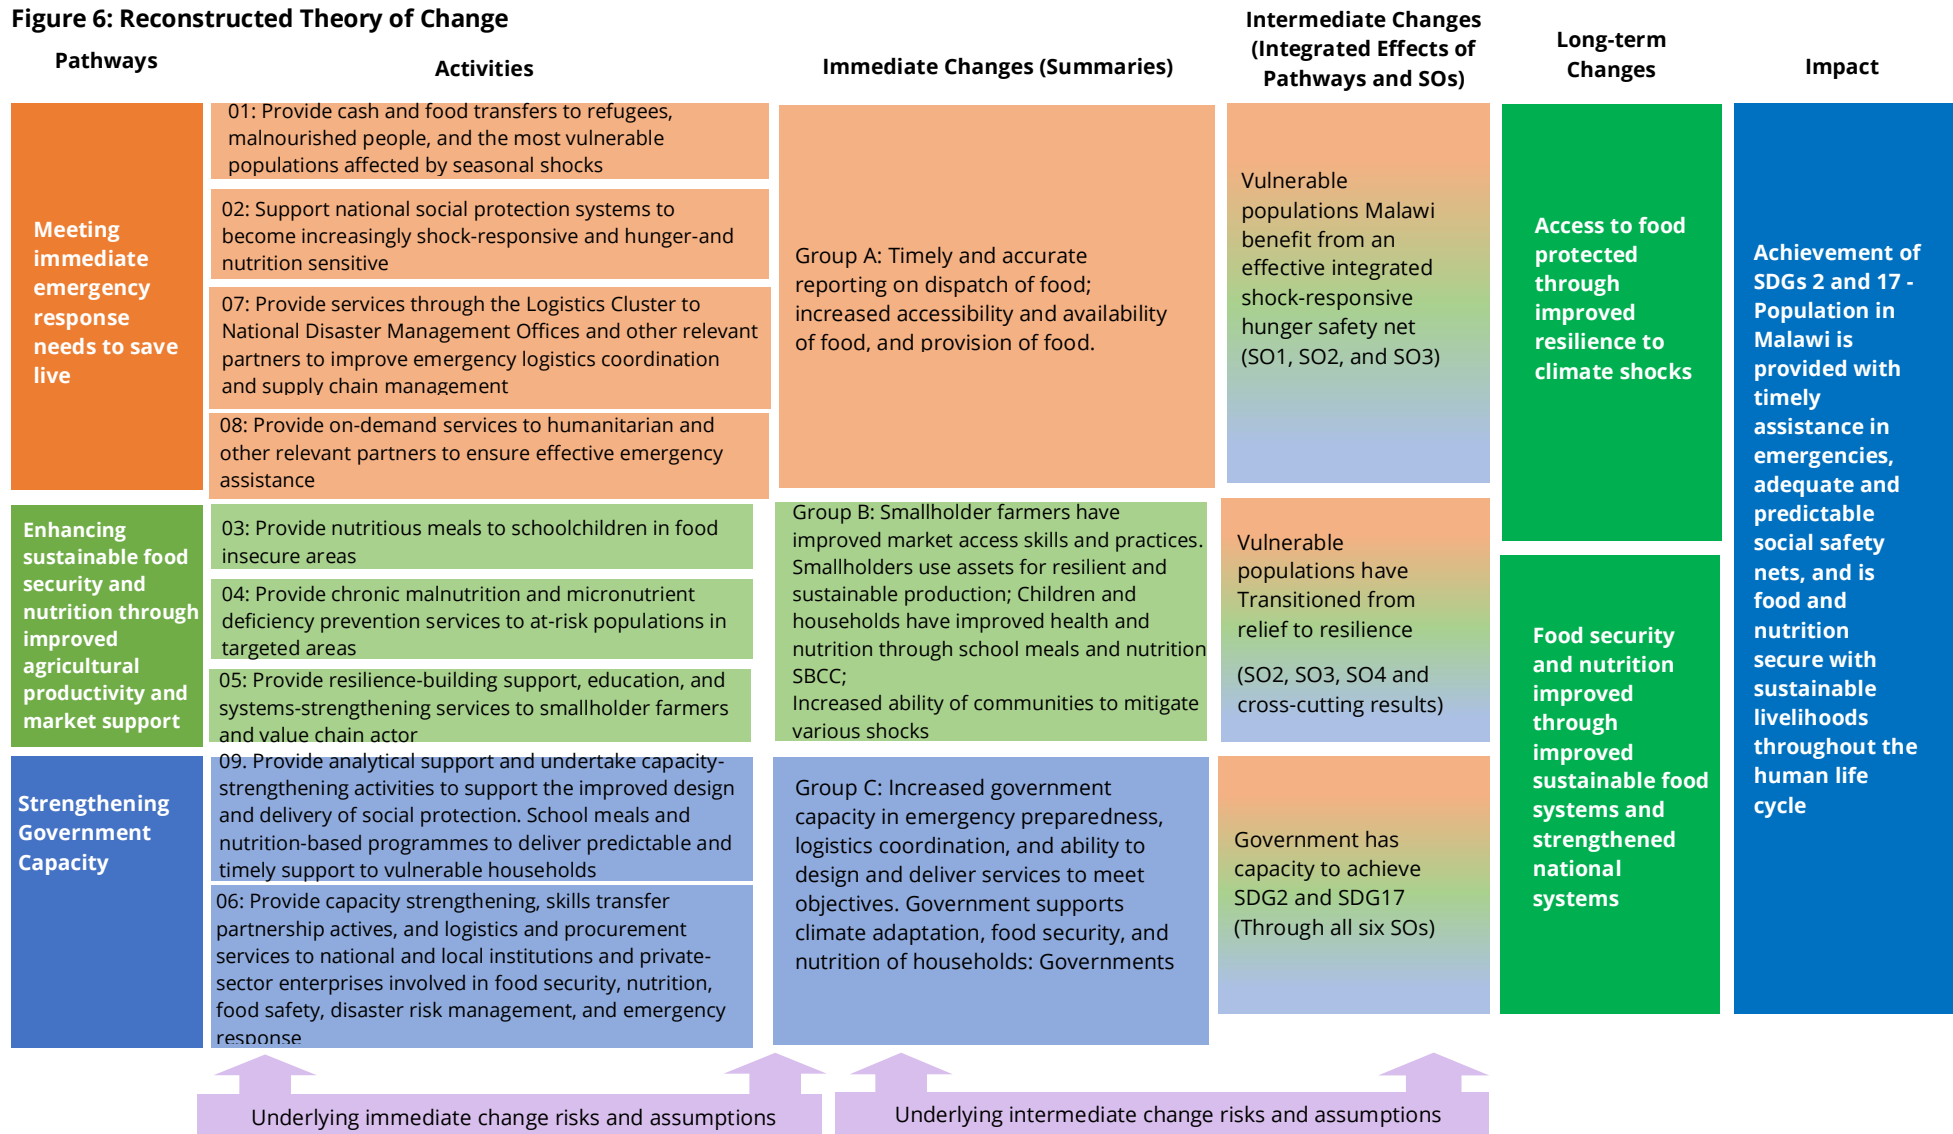 Figure 6: Reconstructed Theory of Change
Pathways
Activities
Immediate Changes (Summaries)
Intermediate Changes
(Integrated Effects of
Pathways and SOs)
Long-term
Changes
Impact
Meeting
immediate
emergency
response
needs to save
live
01: Provide cash and food transfers to refugees,
malnourished people, and the most vulnerable
populations affected by seasonal shocks
02: Support national social protection systems to
become increasingly shock-responsive and hunger-and
nutrition sensitive
07: Provide services through the Logistics Cluster to
National Disaster Management Offices and other relevant
partners to improve emergency logistics coordination
and supply chain management
08: Provide on-demand services to humanitarian and
other relevant partners to ensure effective emergency
assistance
Group A: Timely and accurate
reporting on dispatch of food;
increased accessibility and availability
of food, and provision of food.
Vulnerable
populations Malawi
benefit from an
effective integrated
shock-responsive
hunger safety net
(SO1, SO2, and SO3)
Access to food
protected
through
improved
resilience to
climate shocks
Achievement of
SDGs 2 and 17 -
Population in
Malawi is
provided with
timely
assistance in
emergencies,
adequate and
predictable
social safety
nets, and is
food and
nutrition
secure with
sustainable
livelihoods
throughout the
human life
cycle
Enhancing
sustainable food
security and
nutrition through
improved
agricultural
productivity and
market support
03: Provide nutritious meals to schoolchildren in food
insecure areas
04: Provide chronic malnutrition and micronutrient
deficiency prevention services to at-risk populations in
targeted areas
05: Provide resilience-building support, education, and
systems-strengthening services to smallholder farmers
and value chain actor
Group B: Smallholder farmers have
improved market access skills and practices.
Smallholders use assets for resilient and
sustainable production; Children and
households have improved health and
nutrition through school meals and nutrition
SBCC;
Increased ability of communities to mitigate
various shocks
Vulnerable
populations have
Transitioned from
relief to resilience
(SO2, SO3, SO4 and
cross-cutting results)
Food security
and nutrition
improved
through
improved
sustainable food
systems and
strengthened
national
systems
Strengthening
Government
Capacity
09. Provide analytical support and undertake capacity-
strengthening activities to support the improved design
and delivery of social protection. School meals and
nutrition-based programmes to deliver predictable and
timely support to vulnerable households
06: Provide capacity strengthening, skills transfer
partnership actives, and logistics and procurement
services to national and local institutions and private-
sector enterprises involved in food security, nutrition,
food safety, disaster risk management, and emergency
response
Group C: Increased government
capacity in emergency preparedness,
logistics coordination, and ability to
design and deliver services to meet
objectives. Government supports
climate adaptation, food security, and
nutrition of households: Governments
Government has
capacity to achieve
SDG2 and SDG17
(Through all six SOs)
Underlying immediate change risks and assumptions
Underlying intermediate change risks and assumptions